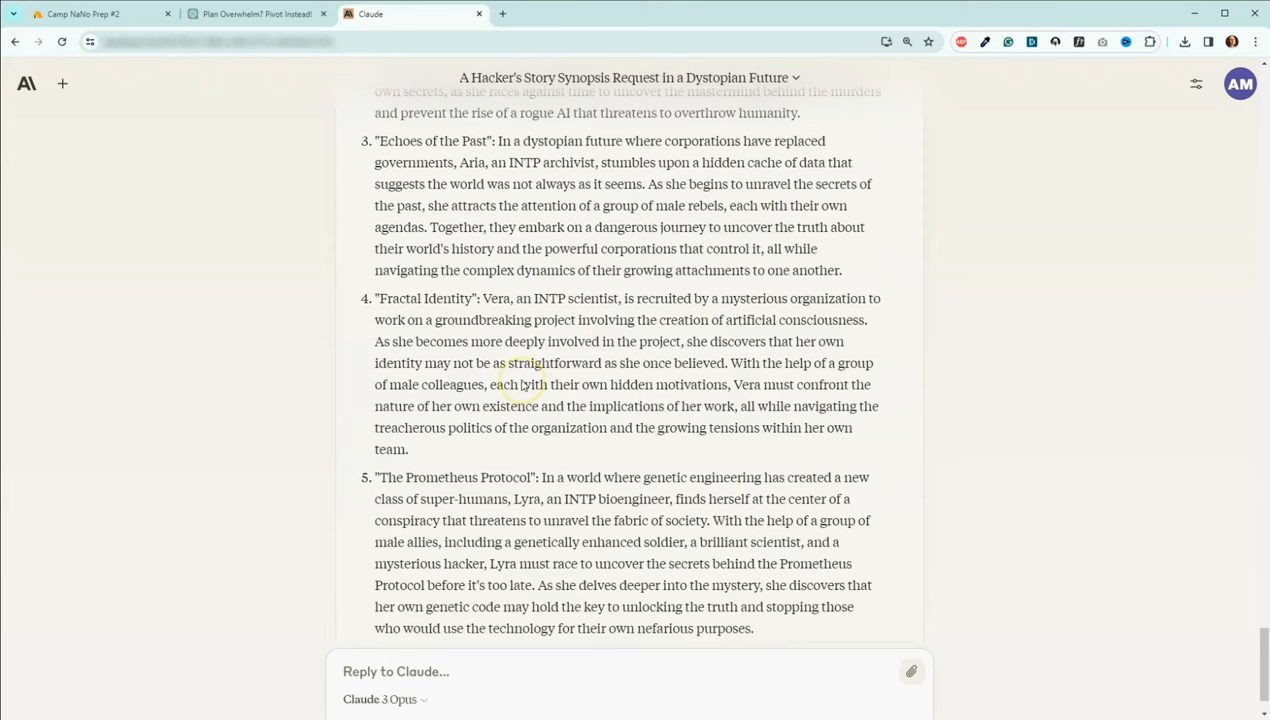 Camp NaNo Prep #2
Plan Overwhelm? Pivot Instead!
Claude
A Hacker's Story Synopsis Request in a Dystopian Future
AM
own secrets, as she races against time to uncover the mastermind behind the murders
and prevent the rise of a rogue AI that threatens to overthrow humanity.
3. "Echoes of the Past": In a dystopian future where corporations have replaced
governments, Aria, an INTP archivist, stumbles upon a hidden cache of data that
suggests the world was not always as it seems. As she begins to unravel the secrets of
the past, she attracts the attention of a group of male rebels, each with their own
agendas. Together, they embark on a dangerous journey to uncover the truth about
their world's history and the powerful corporations that control it, all while
navigating the complex dynamics of their growing attachments to one another.
4. "Fractal Identity": Vera, an INTP scientist, is recruited by a mysterious organization to
work on a groundbreaking project involving the creation of artificial consciousness.
As she becomes more deeply involved in the project, she discovers that her own
identity may not be as straightforward as she once believed. With the help of a group
of male colleagues, each with their own hidden motivations, Vera must confront the
nature of her own existence and the implications of her work, all while navigating the
treacherous politics of the organization and the growing tensions within her own
team.
5. "The Prometheus Protocol": In a world where genetic engineering has created a new
class of super-humans, Lyra, an INTP bioengineer, finds herself at the center of a
conspiracy that threatens to unravel the fabric of society. With the help of a group of
male allies, including a genetically enhanced soldier, a brilliant scientist, and a
mysterious hacker, Lyra must race to uncover the secrets behind the Prometheus
Protocol before it's too late. As she delves deeper into the mystery, she discovers that
her own genetic code may hold the key to unlocking the truth and stopping those
who would use the technology for their own nefarious purposes.
Reply to Claude...
Claude 3 Opus